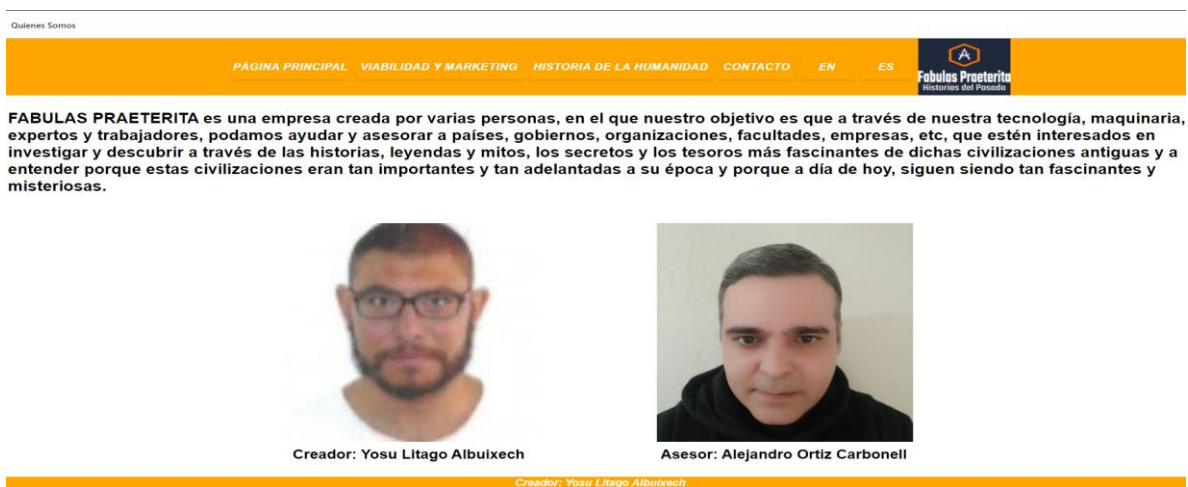 Quienes Somos
PÁGINA PRINCIPAL VIABILIDAD Y MARKETING HISTORIA DE LA HUMANIDAD CONTACTO EN ES
Fabulas Praeterita
Historias del Pasado
FABULAS PRAETERITA es una empresa creada por varias personas, en el que nuestro objetivo es que a través de nuestra tecnología, maquinaria,
expertos y trabajadores, podamos ayudar y asesorar a países, gobiernos, organizaciones, facultades, empresas, etc, que estén interesados en
investigar y descubrir a través de las historias, leyendas y mitos, los secretos y los tesoros más fascinantes de dichas civilizaciones antiguas y a
entender porque estas civilizaciones eran tan importantes y tan adelantadas a su época y porque a día de hoy, siguen siendo tan fascinantes y
misteriosas.
Creador: Yosu Litago Albuixech
Asesor: Alejandro Ortiz Carbonell
Creador: Yosu Litago Albuixech